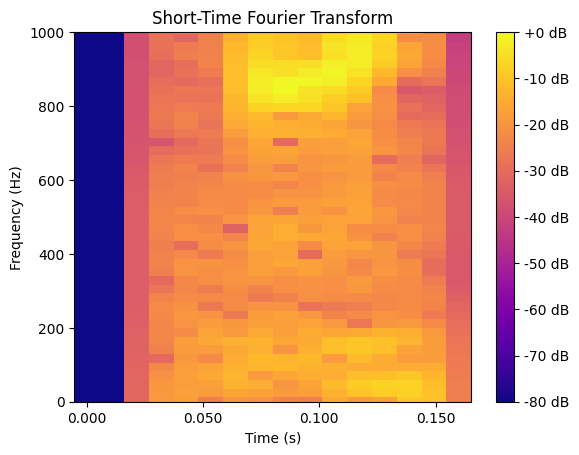 Short-Time Fourier Transform
1000
800
600
400
200
0
Frequency (Hz)
0.000
0.050
0.100
0.150
Time (s)
+0 dB
-10 dB
-20 dB
-30 dB
-40 dB
-50 dB
-60 dB
-70 dB
-80 dB